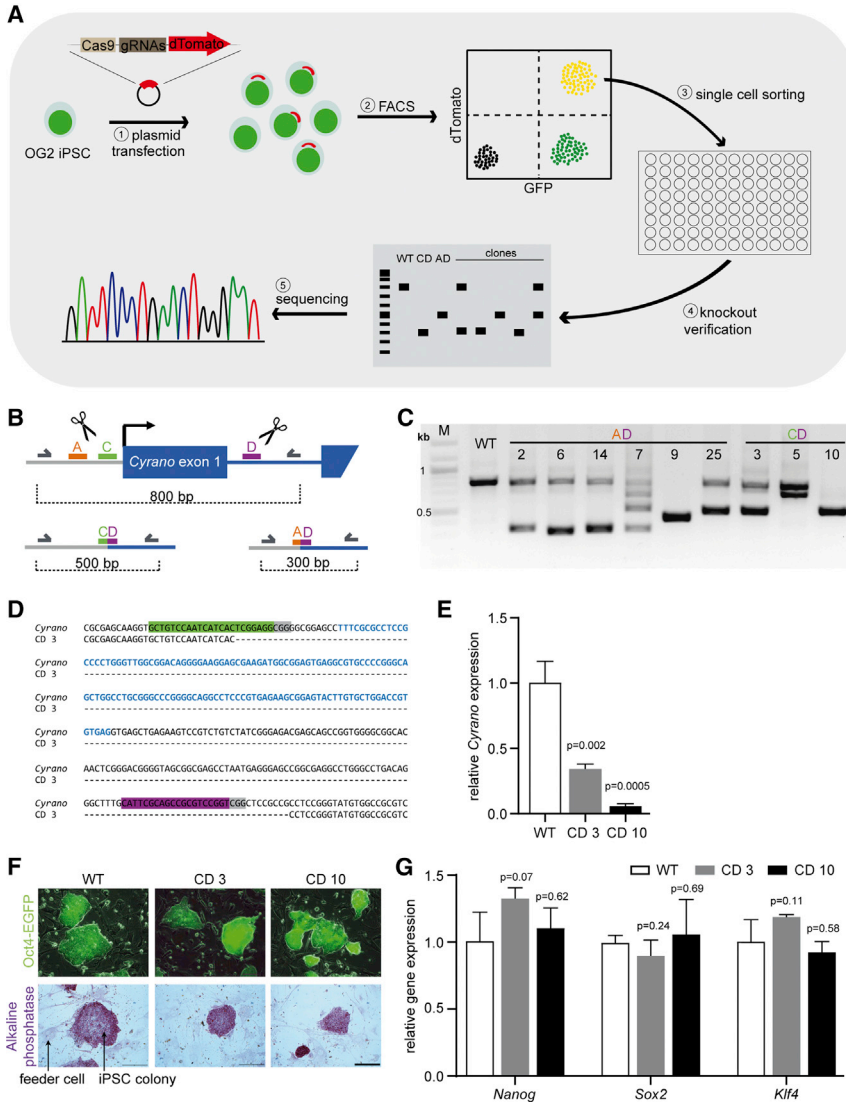 A
Cas9 gRNAs dTomato
OG2 iPSC
① plasmid
transfection
② FACS
dTomato
GFP
③ single cell sorting
④ knockout
verification
WT CD AD clones
⑤
sequencing
B
A C D
Cyrano exon 1
800 bp
CD
500 bp
AD
300 bp
C
M
kb
1
0.5
WT
AD
2 6 14 7 9 25
CD
3 5 10
D
Cyrano CGCGAGCAAGGTGCTGTCCAATCATCACTCGGAGGCGGGGCGGAGCCTTTCGCGCCTCCG
CD 3 CGCGAGCAAGGTGCTGTCCAATCATCAC--------------------------------
Cyrano CCCCTGGGTTGGCGGACAGGGGAAGGAGCGAAGATGGCGGAGTGAGGCGTGCCCCGGGCA
CD 3 ------------------------------------------------------------
Cyrano GCTGGCCTGCGGGCCCGGGGCAGGCCTCCCGTGAGAAGCGGAGTACTTGTGCTGGACCGT
CD 3 ------------------------------------------------------------
Cyrano GTGAGGTGAGCTGAGAAGTCCGTCTGTCTATCGGGAGACGAGCAGCCGGTGGGGCGGCAC
CD 3 ------------------------------------------------------------
Cyrano AACTCGGGACGGGGTAGCGGCGAGCCTAATGAGGGAGCCGGCGAGGCCTGGGCCTGACAG
CD 3 ------------------------------------------------------------
Cyrano GGCTTTGCATTCGCAGCCGCGTCCGGTCGGCTCCGCCGCCTCCGGGTATGTGGCCGCGTC
CD 3 ---------------------------------------CCTCCGGGTATGTGGCCGCGTC
E
relative Cyrano expression
1.5
1.0
0.5
0.0
p=0.002
p=0.0005
WT CD 3 CD 10
F
WT CD 3 CD 10
Oct4-EGFP
Alkaline
phosphatase
feeder cell iPSC colony
G
WT CD 3 CD 10
relative gene expression
1.5
1.0
0.5
0.0
p=0.07
p=0.62
p=0.24
p=0.69
p=0.11
p=0.58
Nanog Sox2 Klf4